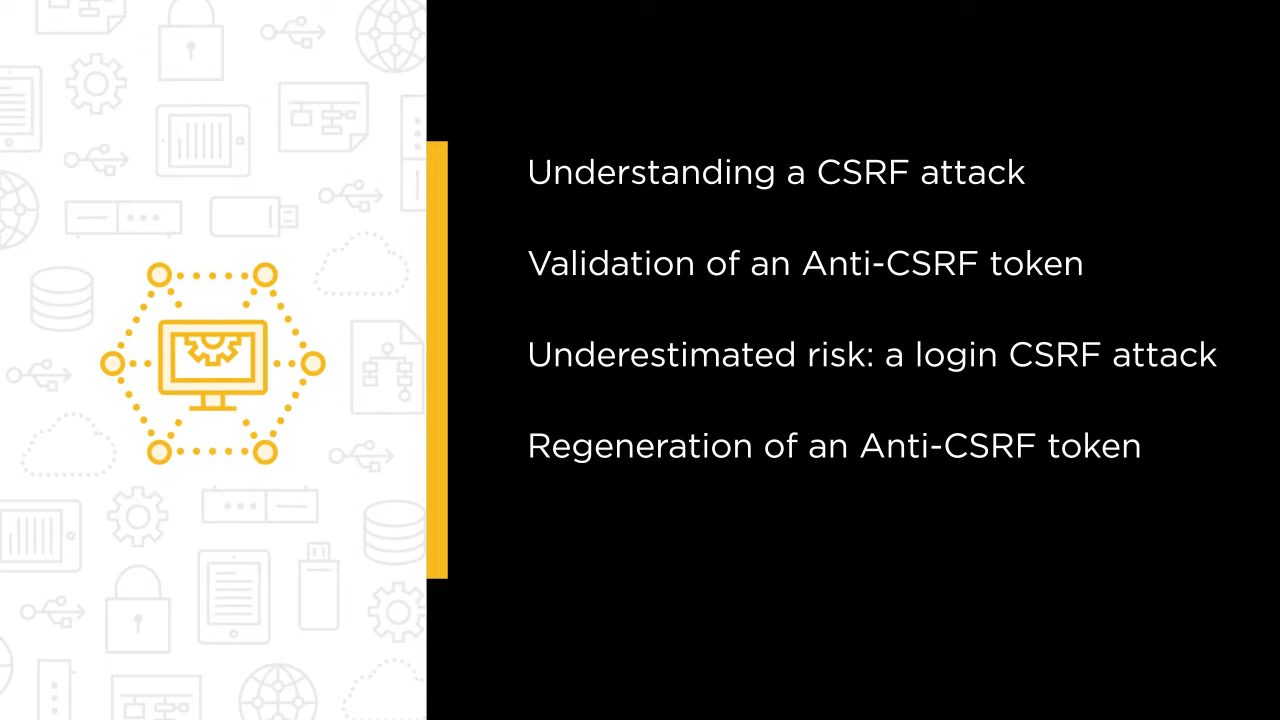 Understanding a CSRF attack
Validation of an Anti-CSRF token
Underestimated risk: a login CSRF attack
Regeneration of an Anti-CSRF token